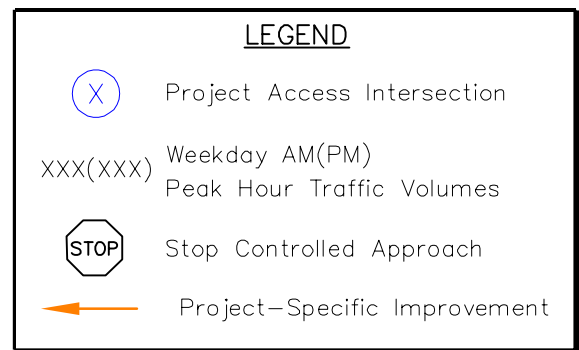 LEGEND
X Project Access Intersection
XXX(XXX) Weekday AM(PM)
Peak Hour Traffic Volumes
STOP Stop Controlled Approach
Project-Specific Improvement